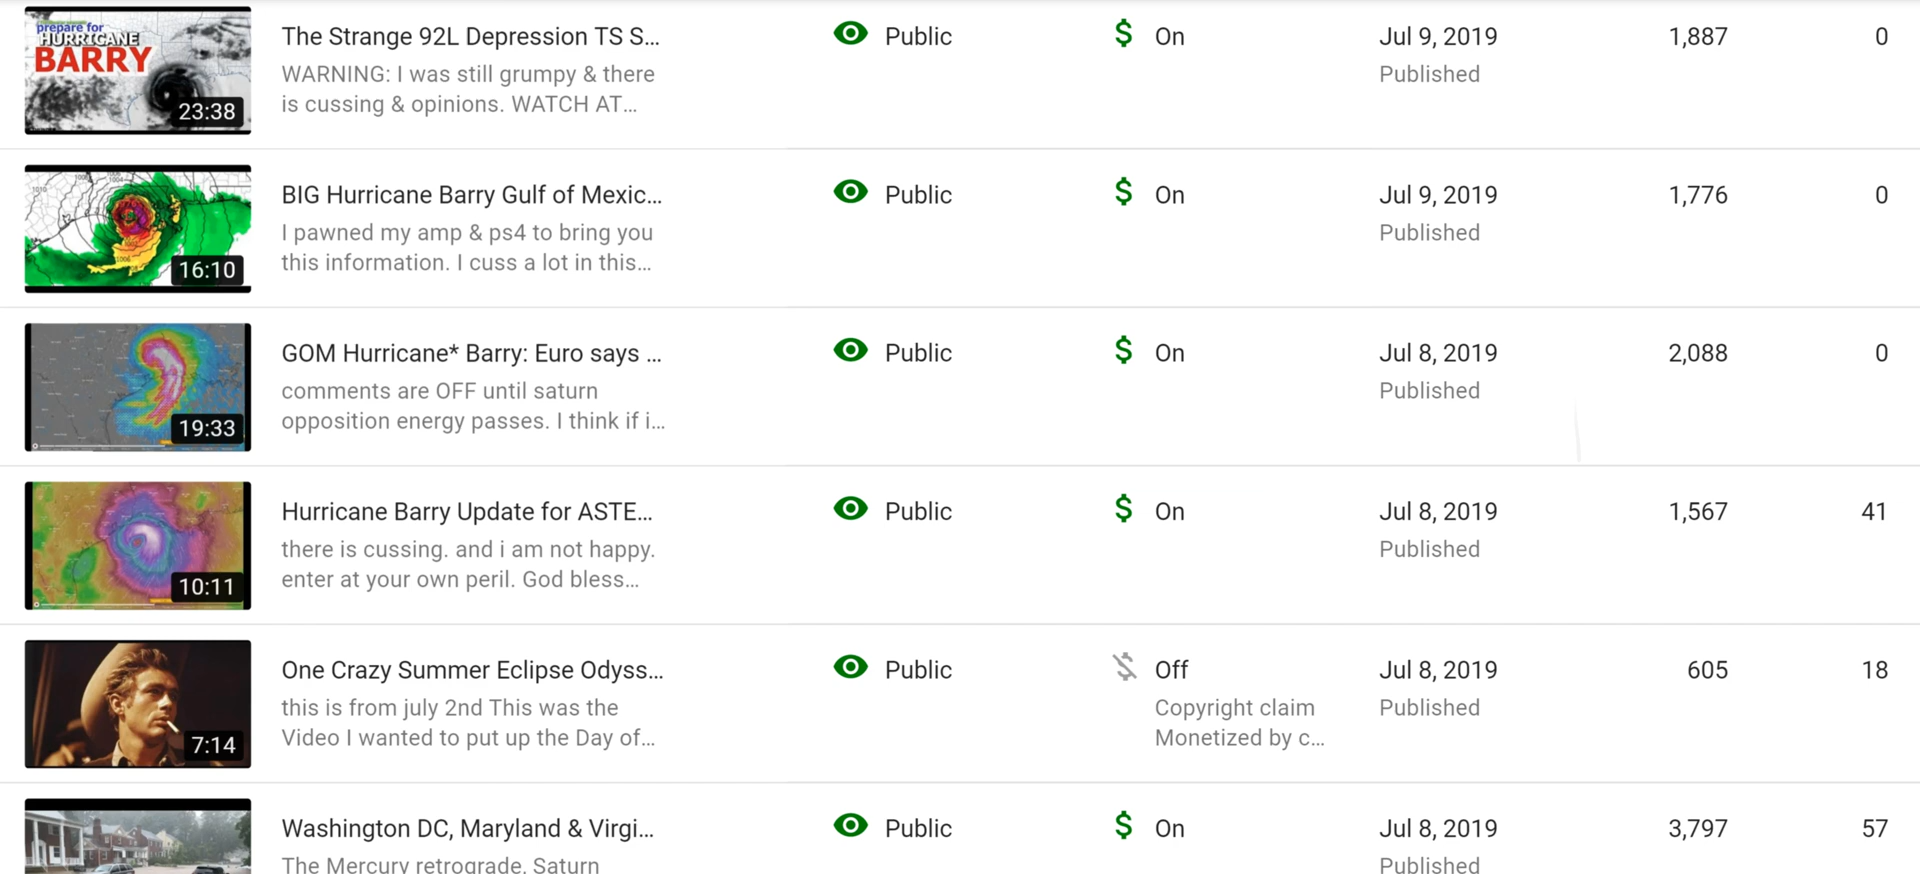 prepare for
HURRICANE
BARRY
23:38
The Strange 92L Depression TS S...
WARNING: I was still grumpy & there
is cussing & opinions. WATCH AT...
Public
$ On
Jul 9, 2019
Published
1,887
0
1010
1004
1006
16:10
BIG Hurricane Barry Gulf of Mexic...
I pawned my amp & ps4 to bring you
this information. I cuss a lot in this...
Public
$ On
Jul 9, 2019
Published
1,776
0
19:33
GOM Hurricane* Barry: Euro says ...
comments are OFF until saturn
opposition energy passes. I think if i...
Public
$ On
Jul 8, 2019
Published
2,088
0
10:11
Hurricane Barry Update for ASTE...
there is cussing. and i am not happy.
enter at your own peril. God bless...
Public
$ On
Jul 8, 2019
Published
1,567
41
7:14
One Crazy Summer Eclipse Odyss...
this is from july 2nd This was the
Video I wanted to put up the Day of...
Public
$ Off
Copyright claim
Monetized by c...
Jul 8, 2019
Published
605
18
Washington DC, Maryland & Virgi...
The Mercury retrograde, Saturn
Public
$ On
Jul 8, 2019
Published
3,797
57